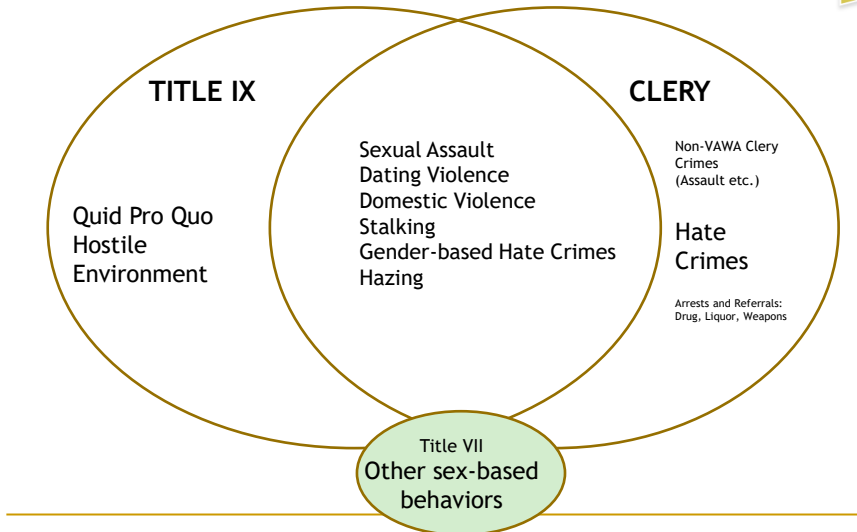 TITLE IX
CLERY
Quid Pro Quo
Hostile
Environment
Sexual Assault
Dating Violence
Domestic Violence
Stalking
Gender-based Hate Crimes
Hazing
Non-VAWA Clery
Crimes
(Assault etc.)
Hate
Crimes
Arrests and Referrals:
Drug, Liquor, Weapons
Title VII
Other sex-based
behaviors